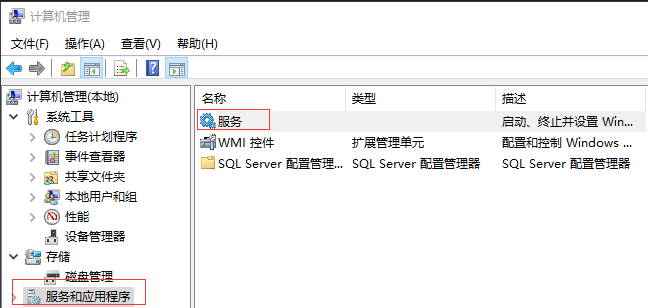 计算机管理
文件(F) 操作(A) 查看(V) 帮助(H)
计算机管理(本地)
系统工具
任务计划程序
事件查看器
共享文件夹
本地用户和组
性能
设备管理器
存储
磁盘管理
服务和应用程序
名称 类型 描述
服务 启动、终止并设置 Win...
WMI 控件 扩展管理单元 配置和控制 Windows ...
SQL Server 配置管理... SQL Server 配置管理器 SQL Server 配置管理器